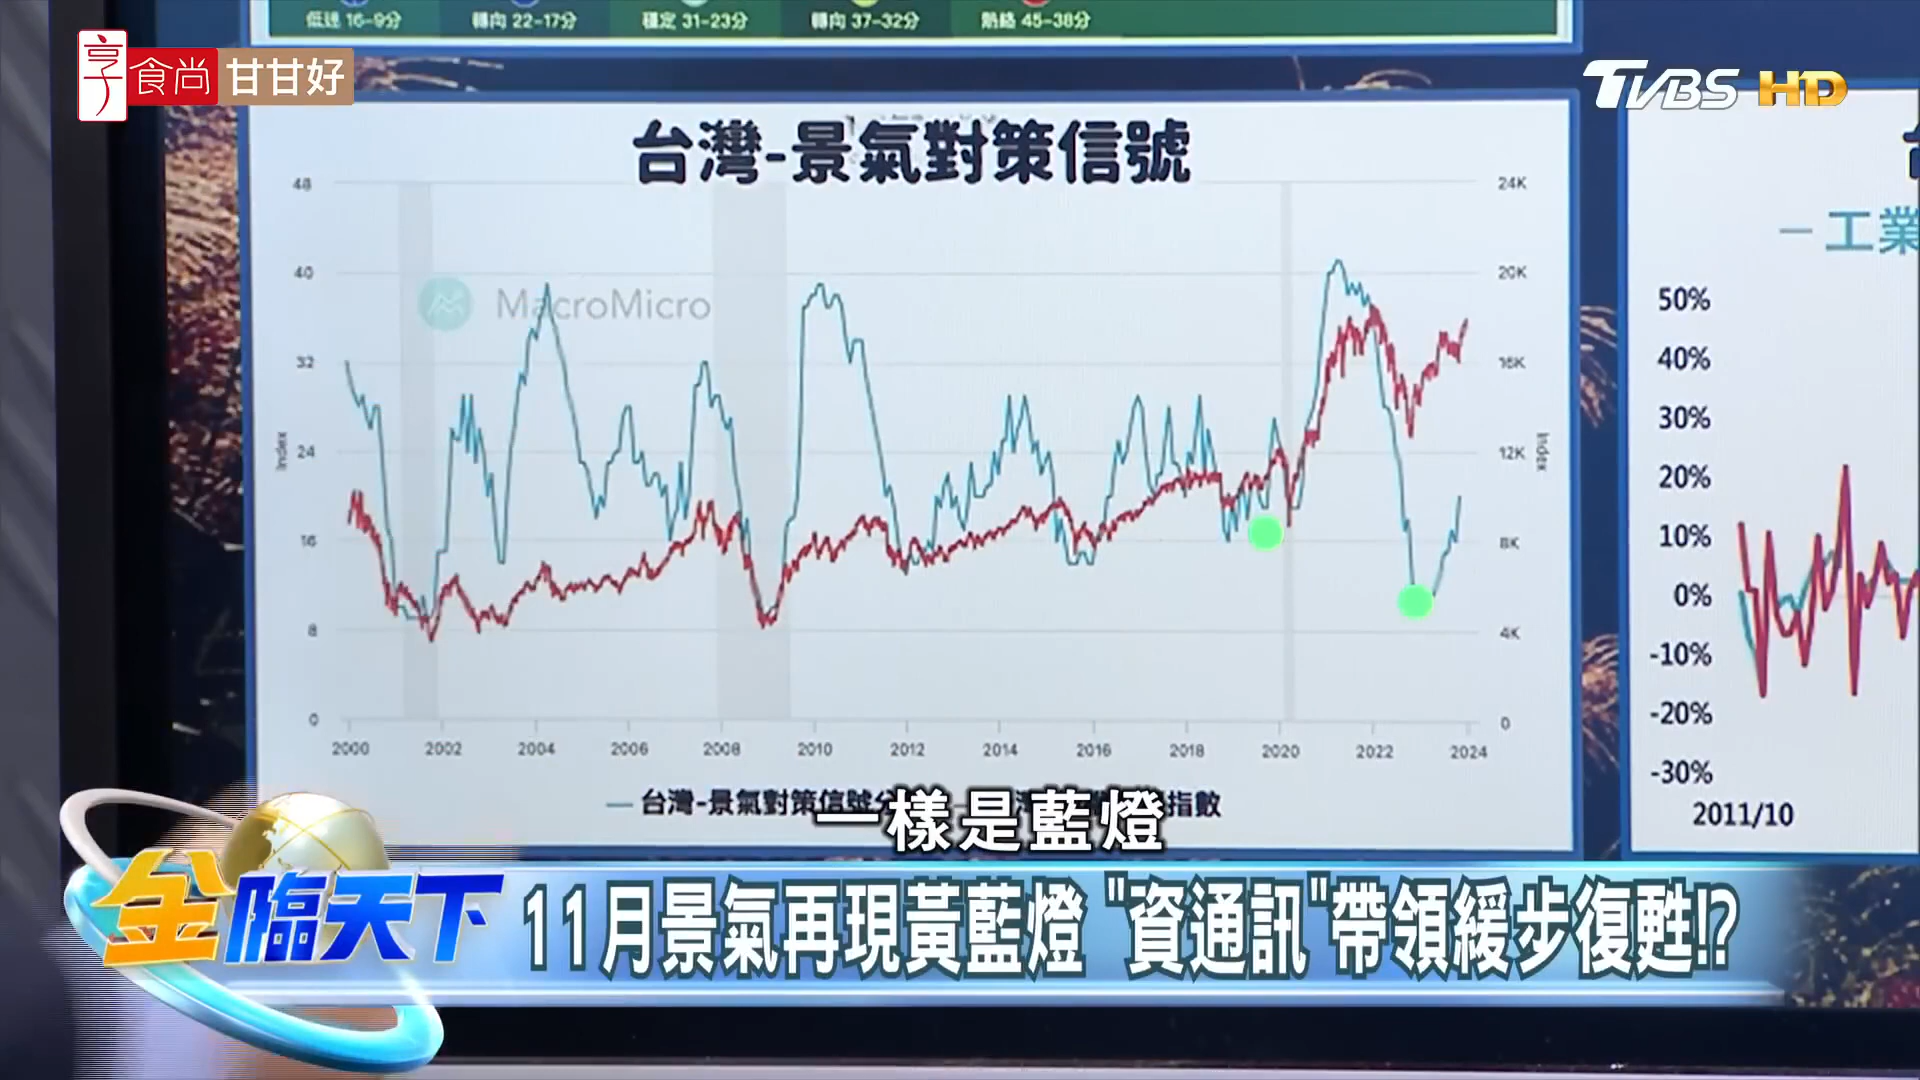 低迷 16-9分 轉向 22-17分 穩定 31-23分 轉向 37-32分 熱絡 45-38分
享食尚 甘甘好
TVBS HD
台灣-景氣對策信號
48 24K
40 20K
32 16K
24 12K
16 8K
8 4K
0 0
Index
Index
MacroMicro
2000 2002 2004 2006 2008 2010 2012 2014 2016 2018 2020 2022 2024
台灣-景氣對策信號 指數
工業
50%
40%
30%
20%
10%
0%
-10%
-20%
-30%
2011/10
一樣是藍燈
金臨天下
11月景氣再現黃藍燈 "資通訊"帶領緩步復甦!?